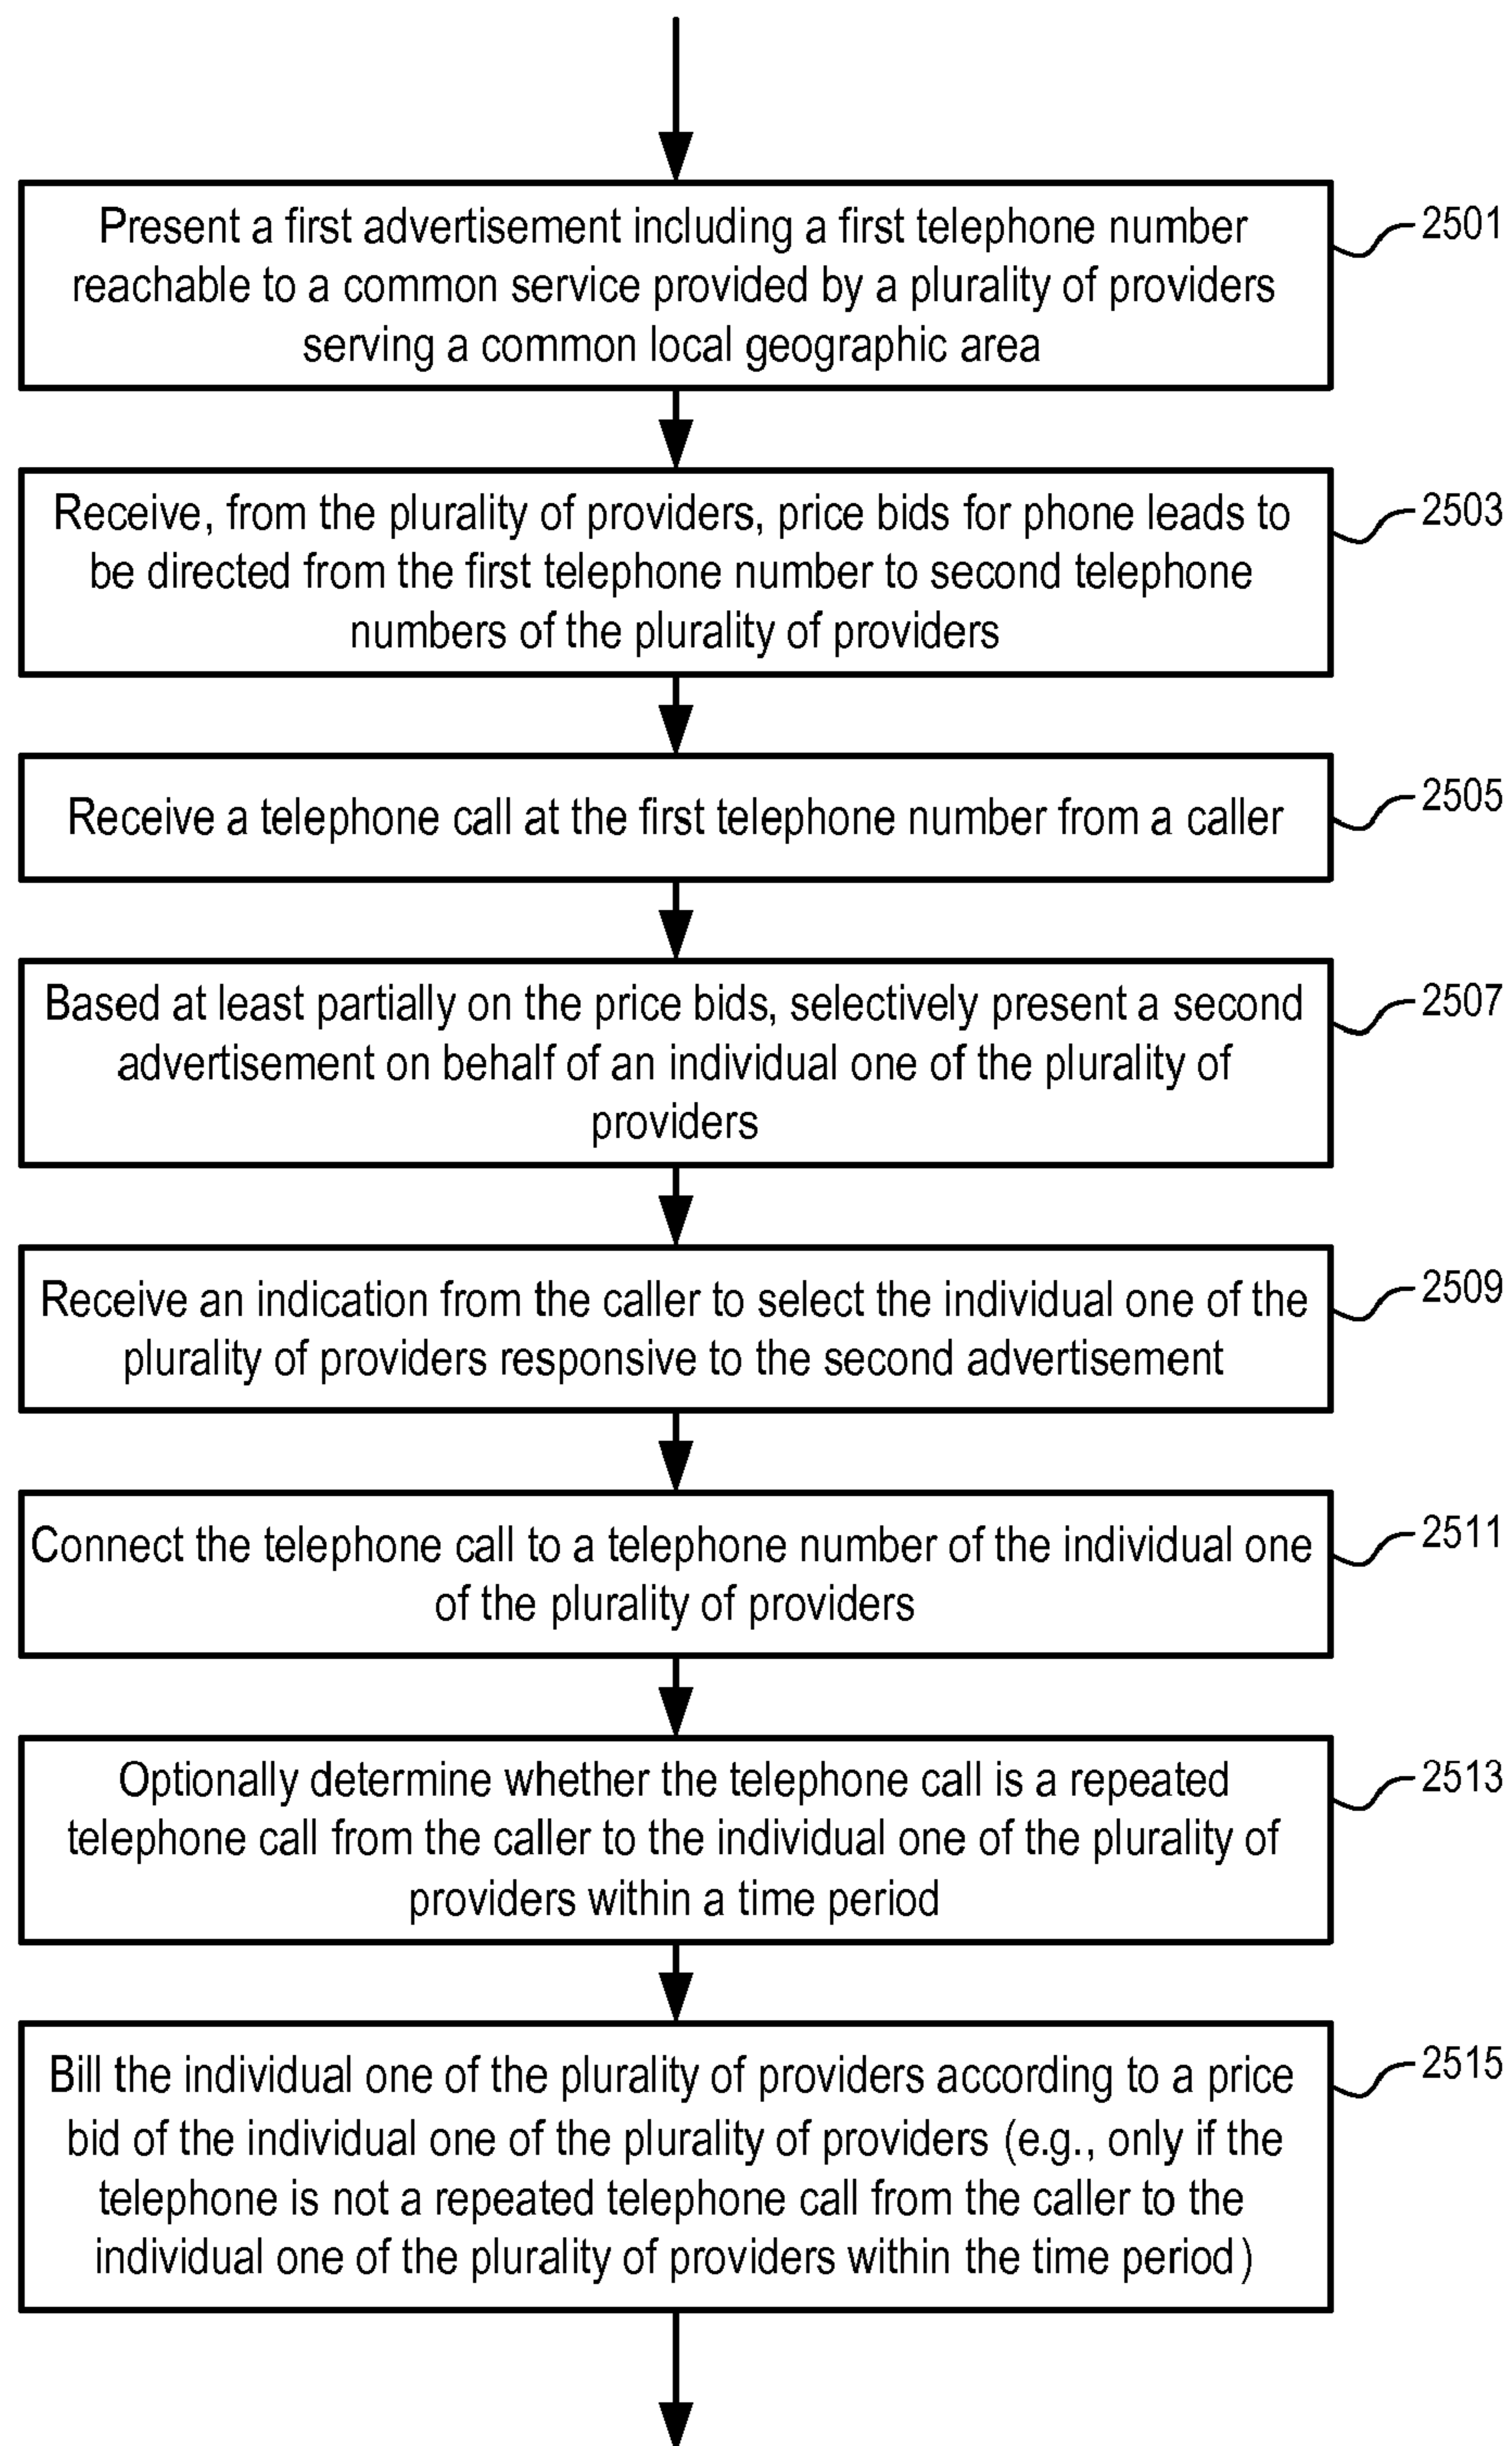 Present a first advertisement including a first telephone number
reachable to a common service provided by a plurality of providers
serving a common local geographic area
2501
Receive, from the plurality of providers, price bids for phone leads to
be directed from the first telephone number to second telephone
numbers of the plurality of providers
2503
Receive a telephone call at the first telephone number from a caller
2505
Based at least partially on the price bids, selectively present a second
advertisement on behalf of an individual one of the plurality of
providers
2507
Receive an indication from the caller to select the individual one of the
plurality of providers responsive to the second advertisement
2509
Connect the telephone call to a telephone number of the individual one
of the plurality of providers
2511
Optionally determine whether the telephone call is a repeated
telephone call from the caller to the individual one of the plurality of
providers within a time period
2513
Bill the individual one of the plurality of providers according to a price
bid of the individual one of the plurality of providers (e.g., only if the
telephone is not a repeated telephone call from the caller to the
individual one of the plurality of providers within the time period)
2515